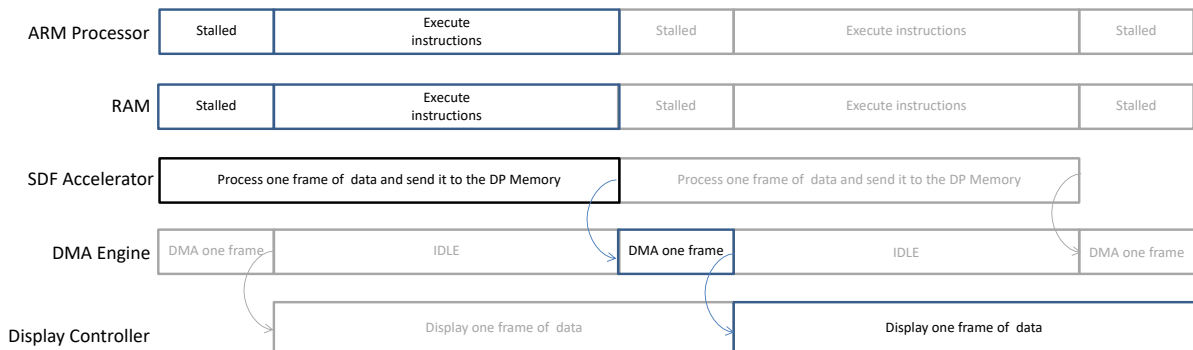 ARM Processor
Stalled
Execute
instructions
Stalled
Execute instructions
Stalled
RAM
Stalled
Execute
instructions
Stalled
Execute instructions
Stalled
SDF Accelerator
Process one frame of data and send it to the DP Memory
Process one frame of data and send it to the DP Memory
DMA Engine
DMA one frame
IDLE
DMA one frame
IDLE
DMA one frame
Display Controller
Display one frame of data
Display one frame of data